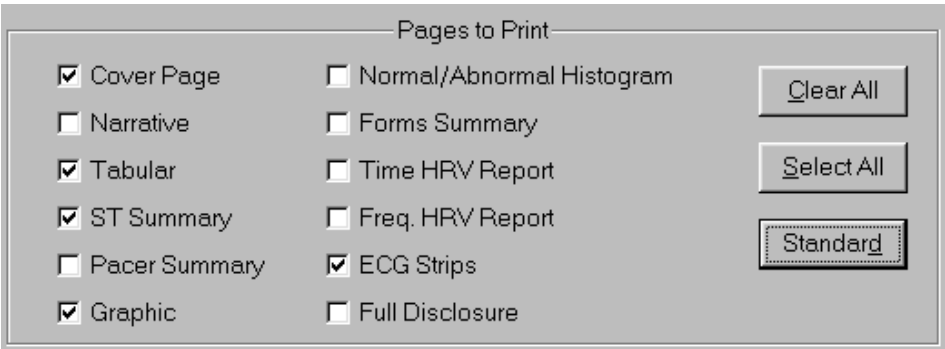 Pages to Print
Cover Page
Narrative
Tabular
ST Summary
Pacer Summary
Graphic
Normal/Abnormal Histogram
Forms Summary
Time HRV Report
Freq. HRV Report
ECG Strips
Full Disclosure
Clear All
Select All
Standard